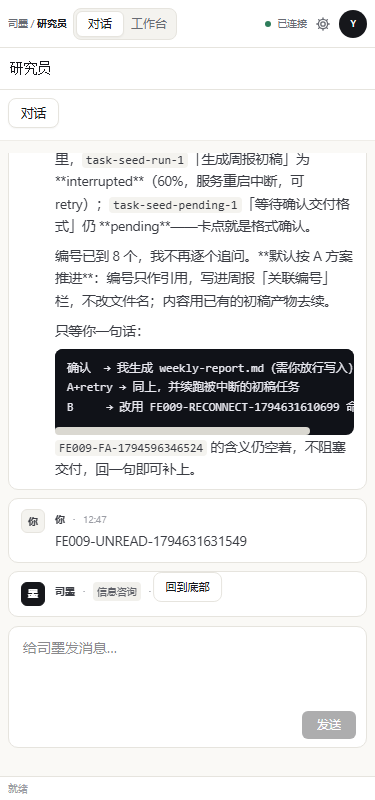 司墨 / 研究员 对话 工作台 已连接 Y
研究员
对话
里，task-seed-run-1「生成周报初稿」为
**interrupted**（60%，服务重启中断，可
retry）；task-seed-pending-1「等待确认交付格
式」仍 **pending**——卡点就是格式确认。
编号已到 8 个，我不再逐个追问。**默认按 A 方案
推进**：编号只作引用，写进周报「关联编号」
栏，不改文件名；内容用已有的初稿产物去续。
只等你一句话：
确认 → 我生成 weekly-report.md（需你放行写入）
A+retry → 同上，并续跑被中断的初稿任务
B → 改用 FE009-RECONNECT-1794631610699 命
FE009-FA-1794596346524 的含义仍空着，不阻塞
交付，回一句即可补上。
你 你 · 12:47
FE009-UNREAD-1794631631549
墨 司墨 · 信息咨询 · 回到底部
给司墨发消息...
发送
就绪